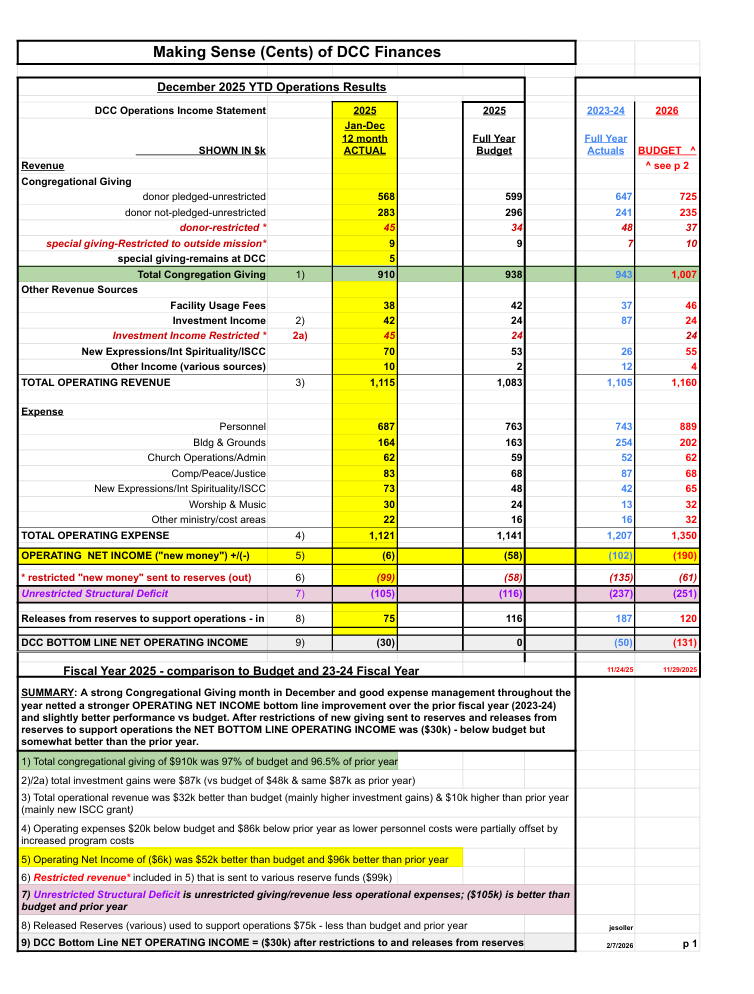 Making Sense (Cents) of DCC Finances
December 2025 YTD Operations Results
DCC Operations Income Statement 2025 2025 2023-24 2026
Jan-Dec
12 month Full Year Full Year
SHOWN IN $k ACTUAL Budget Actuals BUDGET ^
Revenue ^ see p 2
Congregational Giving
donor pledged-unrestricted 568 599 647 725
donor not-pledged-unrestricted 283 296 241 235
donor-restricted * 45 34 48 37
special giving-Restricted to outside mission* 9 9 7 10
special giving-remains at DCC 5
Total Congregation Giving 1) 910 938 943 1,007
Other Revenue Sources
Facility Usage Fees 38 42 37 46
Investment Income 2) 42 24 87 24
Investment Income Restricted * 2a) 45 24 24
New Expressions/Int Spirituality/ISCC 70 53 26 55
Other Income (various sources) 10 2 12 4
TOTAL OPERATING REVENUE 3) 1,115 1,083 1,105 1,160
Expense
Personnel 687 763 743 889
Bldg & Grounds 164 163 254 202
Church Operations/Admin 62 59 52 62
Comp/Peace/Justice 83 68 87 68
New Expressions/Int Spirituality/ISCC 73 48 42 65
Worship & Music 30 24 13 32
Other ministry/cost areas 22 16 16 32
TOTAL OPERATING EXPENSE 4) 1,121 1,141 1,207 1,350
OPERATING NET INCOME ("new money") +/(-) 5) (6) (58) (102) (190)
* restricted "new money" sent to reserves (out) 6) (99) (58) (135) (61)
Unrestricted Structural Deficit 7) (105) (116) (237) (251)
Releases from reserves to support operations - in 8) 75 116 187 120
DCC BOTTOM LINE NET OPERATING INCOME 9) (30) 0 (50) (131)
Fiscal Year 2025 - comparison to Budget and 23-24 Fiscal Year 11/24/25 11/29/2025
SUMMARY: A strong Congregational Giving month in December and good expense management throughout the
year netted a stronger OPERATING NET INCOME bottom line improvement over the prior fiscal year (2023-24)
and slightly better performance vs budget. After restrictions of new giving sent to reserves and releases from
reserves to support operations the NET BOTTOM LINE OPERATING INCOME was ($30k) - below budget but
somewhat better than the prior year.
1) Total congregational giving of $910k was 97% of budget and 96.5% of prior year
2)/2a) total investment gains were $87k (vs budget of $48k & same $87k as prior year)
3) Total operational revenue was $32k better than budget (mainly higher investment gains) & $10k higher than prior year
(mainly new ISCC grant)
4) Operating expenses $20k below budget and $86k below prior year as lower personnel costs were partially offset by
increased program costs
5) Operating Net Income of ($6k) was $52k better than budget and $96k better than prior year
6) Restricted revenue* included in 5) that is sent to various reserve funds ($99k)
7) Unrestricted Structural Deficit is unrestricted giving/revenue less operational expenses; ($105k) is better than
budget and prior year
8) Released Reserves (various) used to support operations $75k - less than budget and prior year jesoller
9) DCC Bottom Line NET OPERATING INCOME = ($30k) after restrictions to and releases from reserves 2/7/2026 p 1